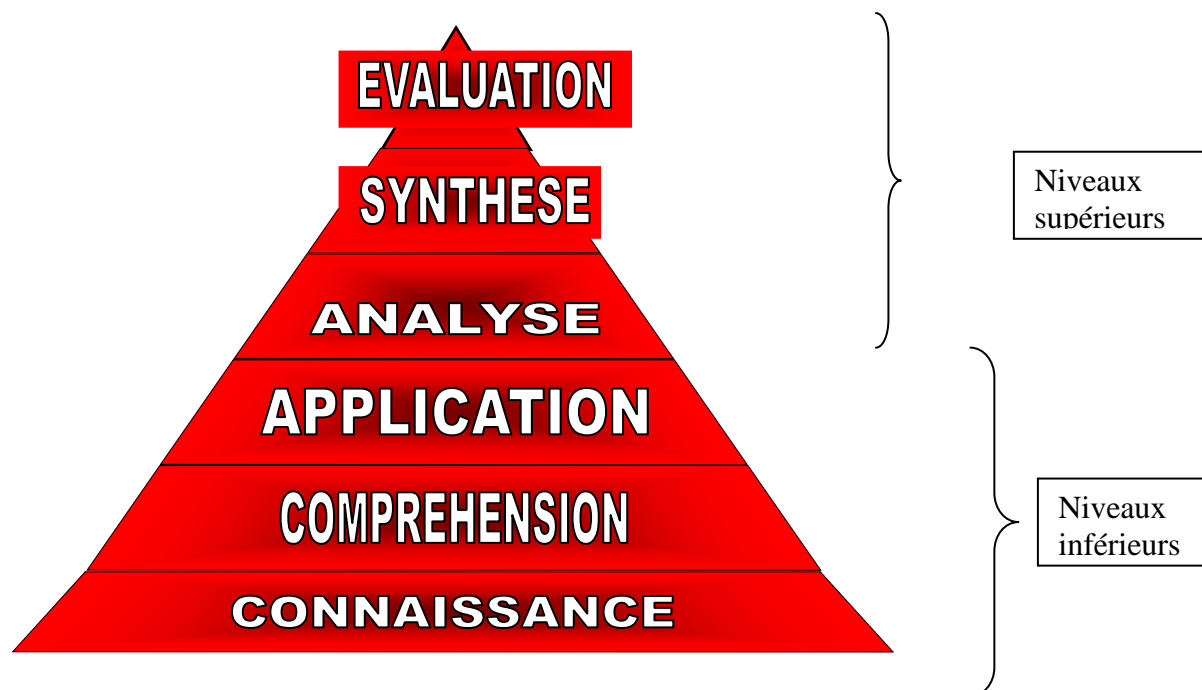 EVALUATION
SYNTHESE
Niveaux
supérieurs
ANALYSE
APPLICATION
COMPREHENSION
Niveaux
inférieurs
CONNAISSANCE